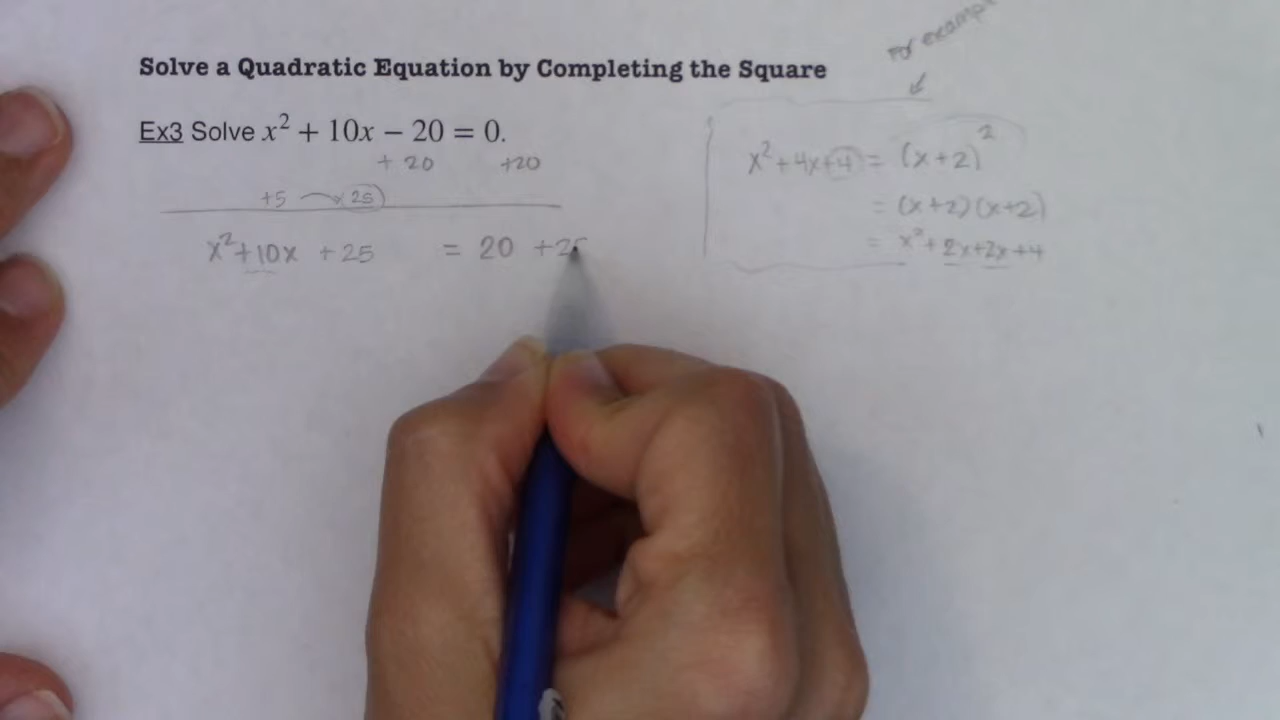 Solve a Quadratic Equation by Completing the Square
Ex3 Solve x² + 10x − 20 = 0.
+ 20 +20
+5 25
x² + 10x + 25 = 20 + 25
For example
x² + 4x + 4 = (x + 2)²
= (x + 2)(x + 2)
= x² + 2x + 2x + 4